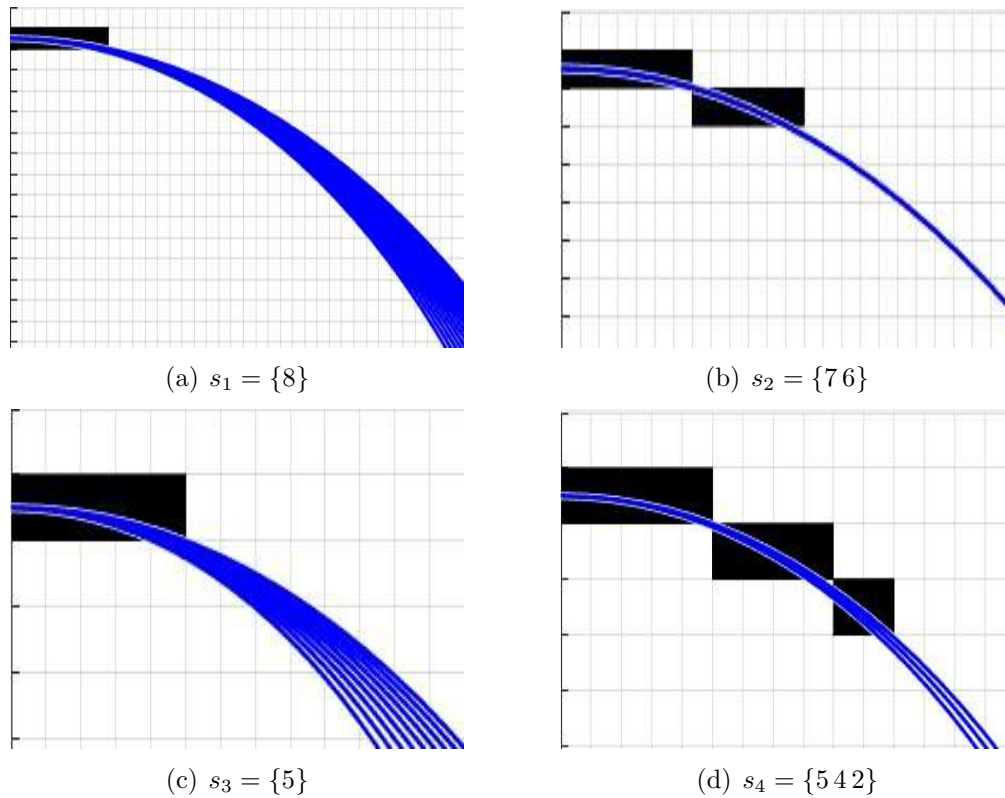 (a) s₁ = {8}
(b) s₂ = {7 6}
(c) s₃ = {5}
(d) s₄ = {5 4 2}